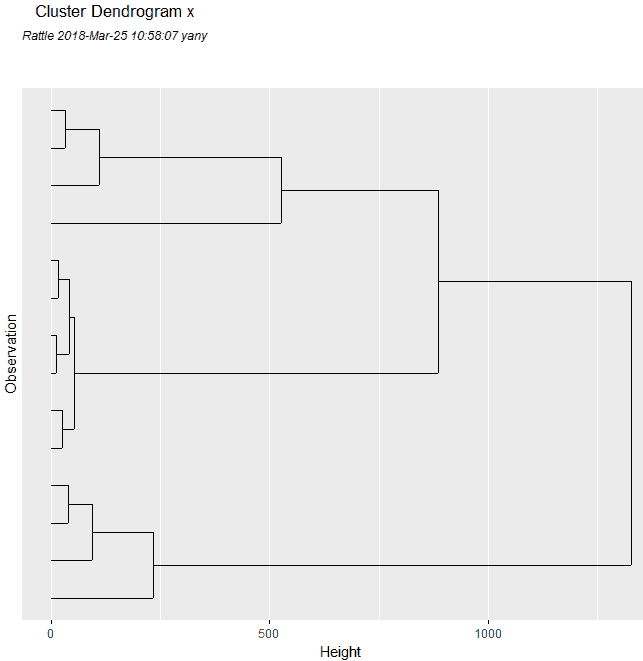 Cluster Dendrogram x
Rattle 2018-Mar-25 10:58:07 yany
Observation
0 500 1000
Height